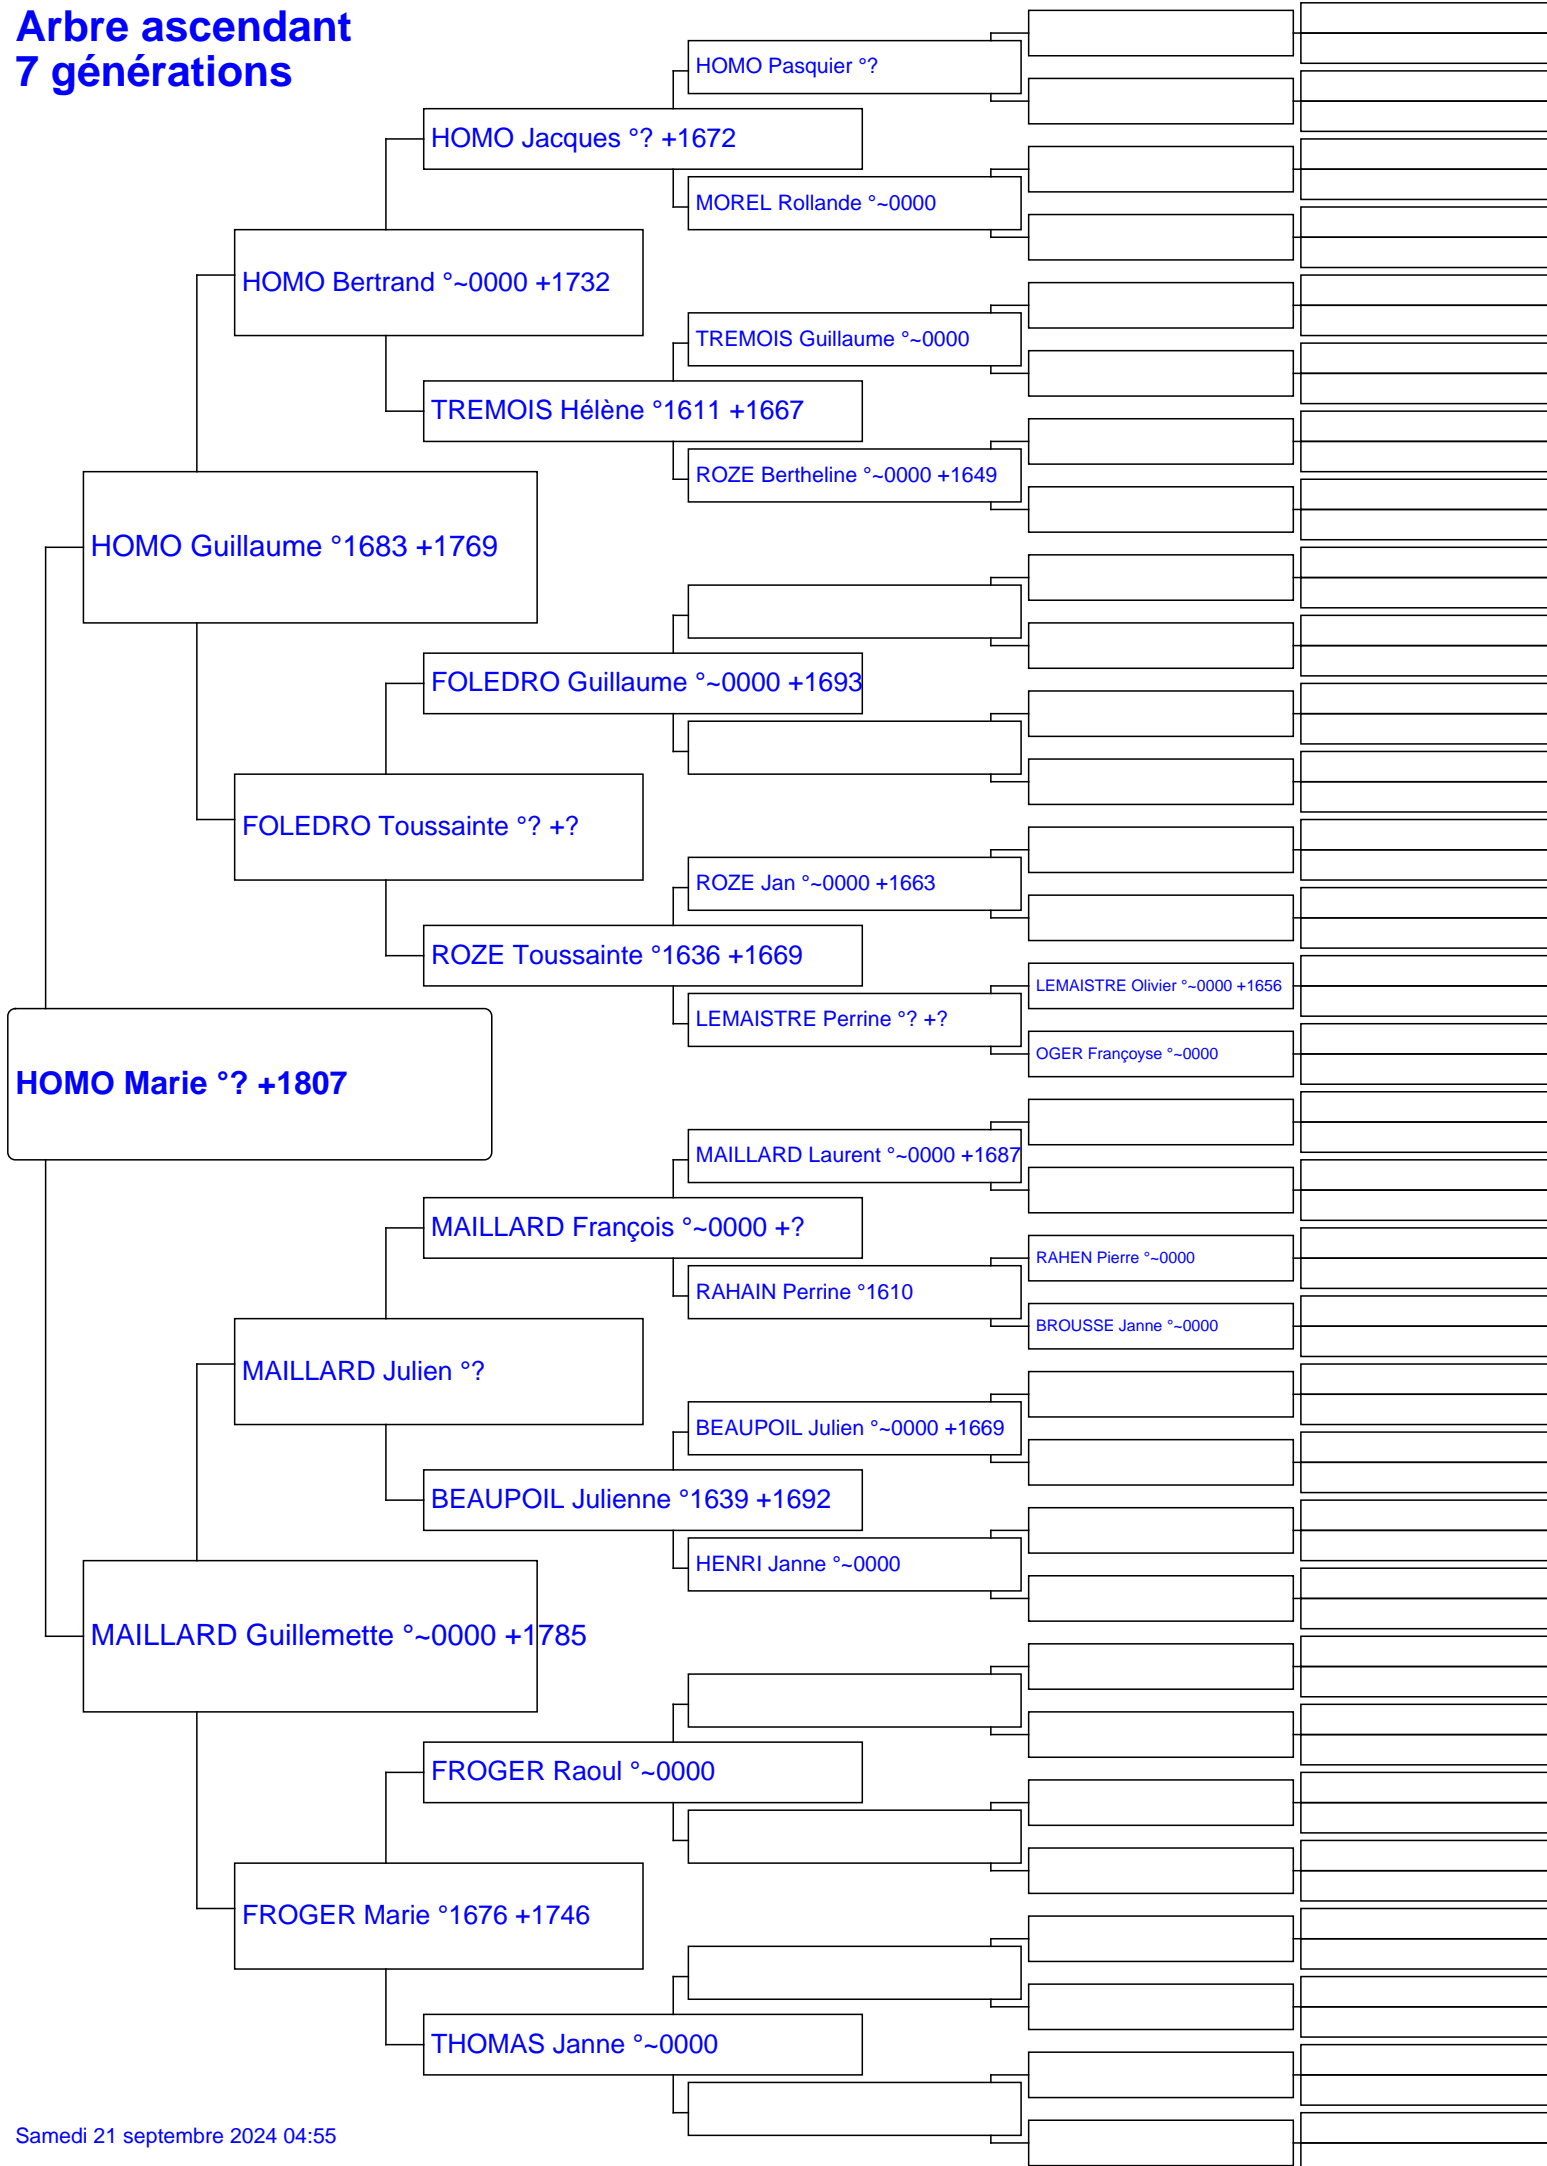 Arbre ascendant
7 générations
HOMO Pasquier °?
HOMO Jacques °? +1672
MOREL Rollande °~0000
HOMO Bertrand °~0000 +1732
TREMOIS Guillaume °~0000
TREMOIS Hélène °1611 +1667
ROZE Bertheline °~0000 +1649
HOMO Guillaume °1683 +1769
FOLEDRO Guillaume °~0000 +1693
FOLEDRO Toussainte °? +?
ROZE Jan °~0000 +1663
ROZE Toussainte °1636 +1669
LEMAISTRE Olivier °~0000 +1656
LEMAISTRE Perrine °? +?
OGER Françoyse °~0000
HOMO Marie °? +1807
MAILLARD Laurent °~0000 +1687
MAILLARD François °~0000 +?
RAHEN Pierre °~0000
RAHAIN Perrine °1610
BROUSSE Janne °~0000
MAILLARD Julien °?
BEAUPOIL Julien °~0000 +1669
BEAUPOIL Julienne °1639 +1692
HENRI Janne °~0000
MAILLARD Guillemette °~0000 +1785
FROGER Raoul °~0000
FROGER Marie °1676 +1746
THOMAS Janne °~0000
Samedi 21 septembre 2024 04:55